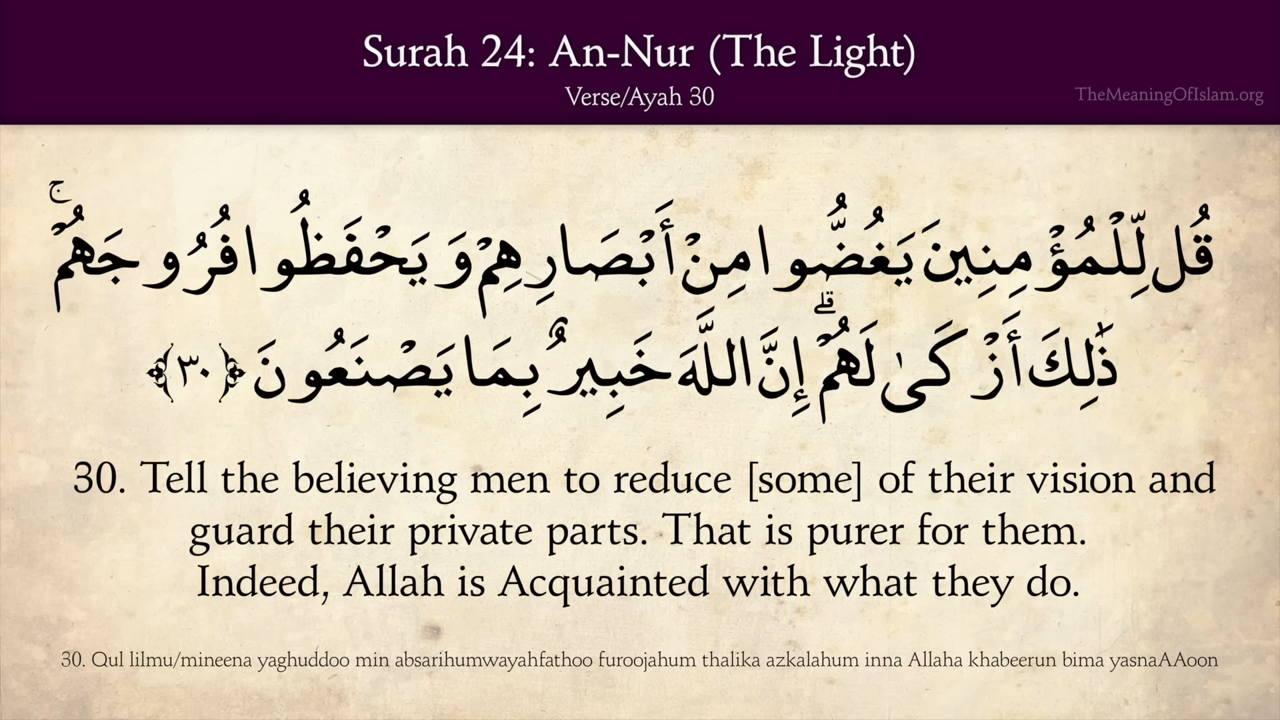 Surah 24: An-Nur (The Light)
Verse/Ayah 30
TheMeaningOfIslam.org
قُل لِّلْمُؤْمِنِينَ يَغُضُّوا مِنْ أَبْصَارِهِمْ وَيَحْفَظُوا فُرُوجَهُمْ ۚ
ذَٰلِكَ أَزْكَىٰ لَهُمْ ۗ إِنَّ اللَّهَ خَبِيرٌ بِمَا يَصْنَعُونَ ﴿٣٠﴾
30. Tell the believing men to reduce [some] of their vision and
guard their private parts. That is purer for them.
Indeed, Allah is Acquainted with what they do.
30. Qul lilmu/mineena yaghuddoo min absarihumwayahfathoo furoojahum thalika azkalahum inna Allaha khabeerun bima yasnaAAoon